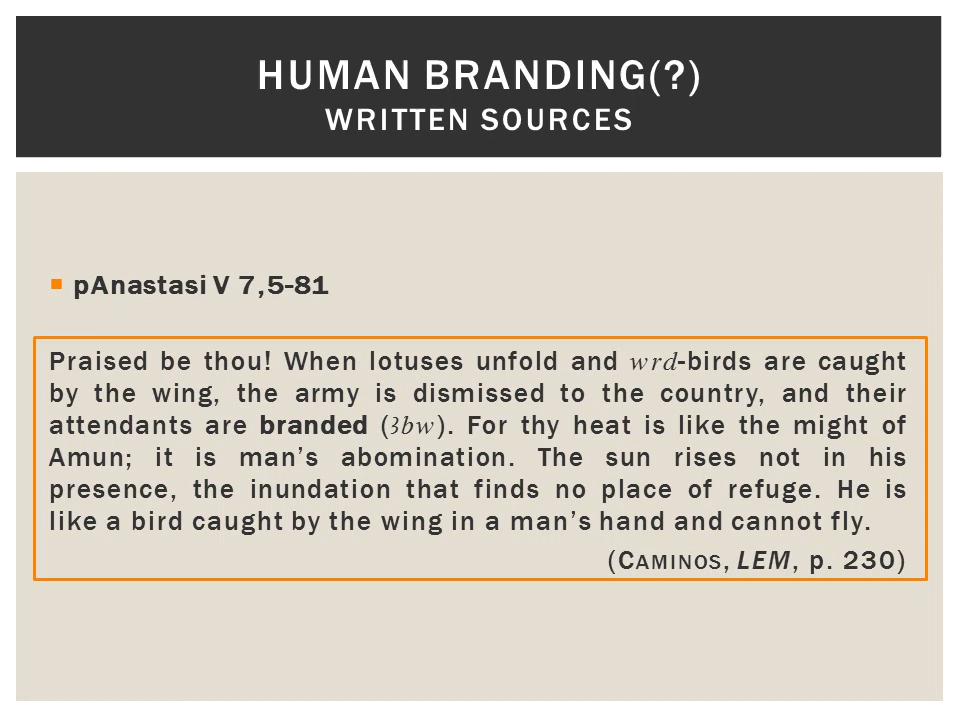 HUMAN BRANDING(?)
WRITTEN SOURCES
pAnastasi V 7,5-81
Praised be thou! When lotuses unfold and wrd-birds are caught
by the wing, the army is dismissed to the country, and their
attendants are branded (ꜣbw). For thy heat is like the might of
Amun; it is man’s abomination. The sun rises not in his
presence, the inundation that finds no place of refuge. He is
like a bird caught by the wing in a man’s hand and cannot fly.
(CAMINOS, LEM, p. 230)